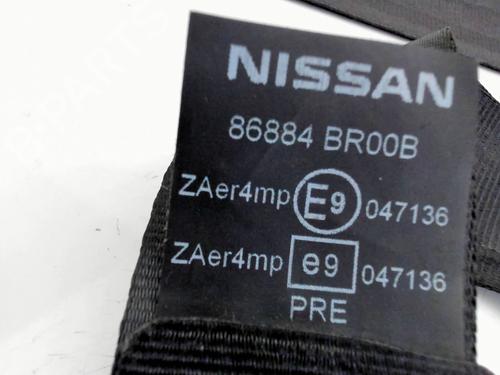 NISSAN
86884 BR00B
ZAer4mp E9 047136
ZAer4mp e9 047136
PRE